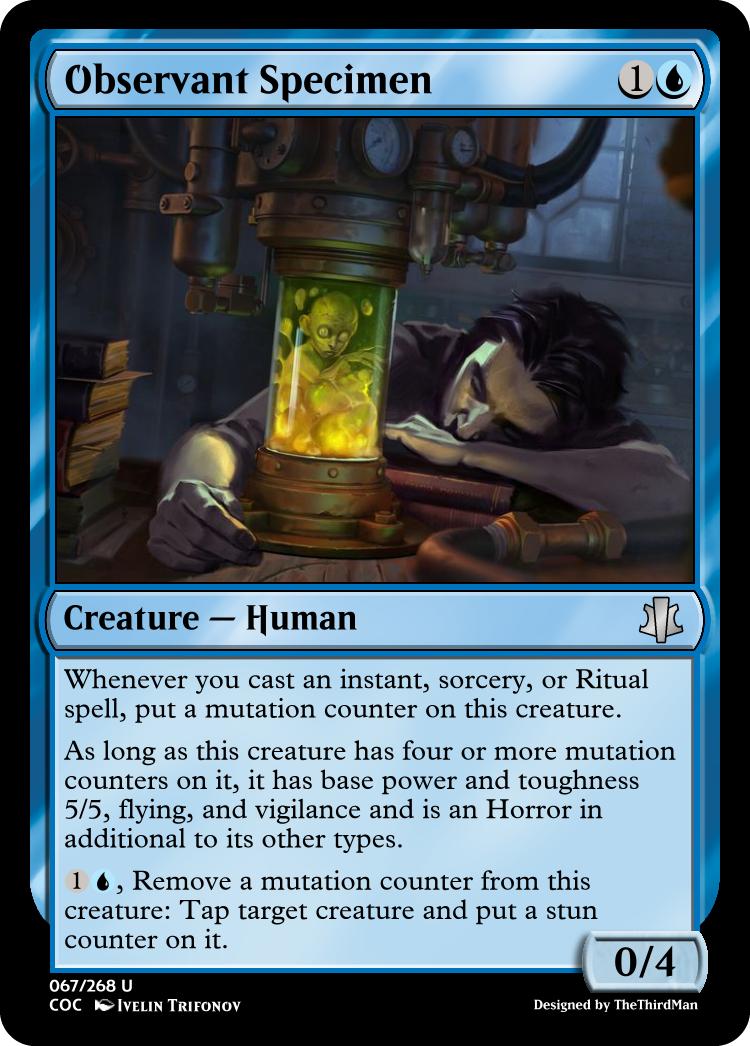 Observant Specimen 1
Creature — Human
Whenever you cast an instant, sorcery, or Ritual
spell, put a mutation counter on this creature.
As long as this creature has four or more mutation
counters on it, it has base power and toughness
5/5, flying, and vigilance and is an Horror in
additional to its other types.
1 , Remove a mutation counter from this
creature: Tap target creature and put a stun
counter on it.
0/4
067/268 U
COC Ivelin Trifonov
Designed by TheThirdMan